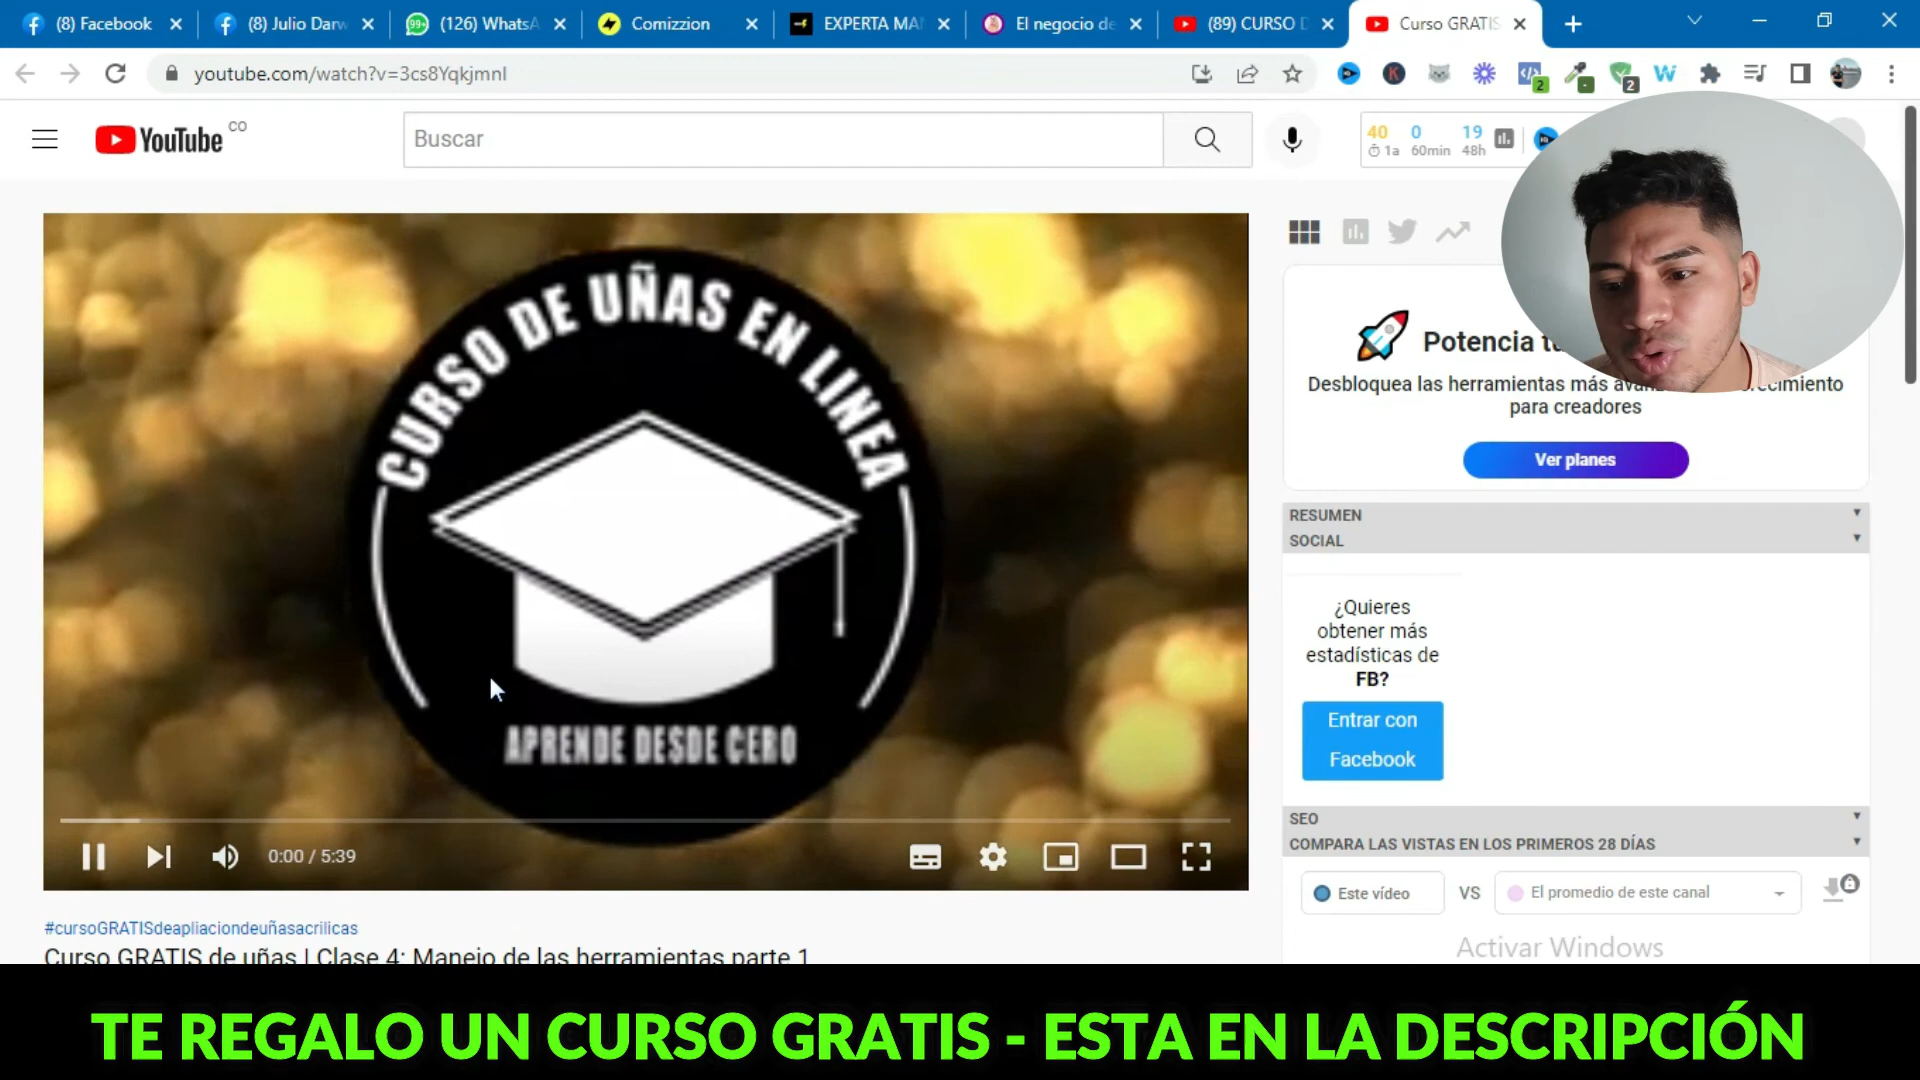 (8) Facebook
(8) Julio Darw
(126) WhatsA
Comizzion
EXPERTA MA
El negocio de
(89) CURSO D
Curso GRATIS
youtube.com/watch?v=3cs8YqkjmnI
2
2
YouTube CO
Buscar
40 0 19
1a 60min 48h
Potencia tu
Desbloquea las herramientas más
para creadores
Ver planes
CURSO DE UÑAS EN LINEA
APRENDE DESDE CERO
RESUMEN
SOCIAL
¿Quieres
obtener más
estadísticas de
FB?
Entrar con
Facebook
0:00 / 5:39
SEO
COMPARA LAS VISTAS EN LOS PRIMEROS 28 DÍAS
Este vídeo VS El promedio de este canal
Activar Windows
#cursoGRATISdeapliaciondeuñasacrilicas
Curso GRATIS de uñas | Clase 4: Manejo de las herramientas parte 1
TE REGALO UN CURSO GRATIS - ESTA EN LA DESCRIPCIÓN